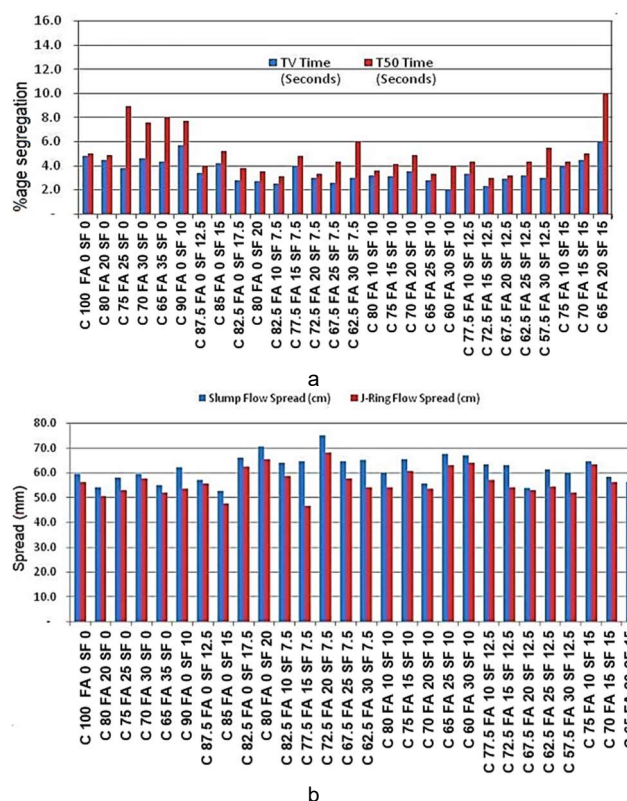 16.0
14.0
12.0
10.0
8.0
6.0
4.0
2.0
-
%age segregation
TV Time (Seconds)
T50 Time (Seconds)
C 100 FA 0 SF 0
C 80 FA 20 SF 0
C 75 FA 25 SF 0
C 70 FA 30 SF 0
C 65 FA 35 SF 0
C 90 FA 0 SF 10
C 87.5 FA 0 SF 12.5
C 85 FA 0 SF 15
C 82.5 FA 0 SF 17.5
C 80 FA 0 SF 20
C 82.5 FA 10 SF 7.5
C 77.5 FA 15 SF 7.5
C 72.5 FA 20 SF 7.5
C 67.5 FA 25 SF 7.5
C 62.5 FA 30 SF 7.5
C 80 FA 10 SF 10
C 75 FA 15 SF 10
C 70 FA 20 SF 10
C 65 FA 25 SF 10
C 60 FA 30 SF 10
C 77.5 FA 10 SF 12.5
C 72.5 FA 15 SF 12.5
C 67.5 FA 20 SF 12.5
C 62.5 FA 25 SF 12.5
C 57.5 FA 30 SF 12.5
C 75 FA 10 SF 15
C 70 FA 15 SF 15
C 65 FA 20 SF 15
a
Slump Flow Spread (cm)
J-Ring Flow Spread (cm)
80.0
70.0
60.0
50.0
40.0
30.0
20.0
10.0
-
Spread (mm)
C 100 FA 0 SF 0
C 80 FA 20 SF 0
C 75 FA 25 SF 0
C 70 FA 30 SF 0
C 65 FA 35 SF 0
C 90 FA 0 SF 10
C 87.5 FA 0 SF 12.5
C 85 FA 0 SF 15
C 82.5 FA 0 SF 17.5
C 80 FA 0 SF 20
C 82.5 FA 10 SF 7.5
C 77.5 FA 15 SF 7.5
C 72.5 FA 20 SF 7.5
C 67.5 FA 25 SF 7.5
C 62.5 FA 30 SF 7.5
C 80 FA 10 SF 10
C 75 FA 15 SF 10
C 70 FA 20 SF 10
C 65 FA 25 SF 10
C 60 FA 30 SF 10
C 77.5 FA 10 SF 12.5
C 72.5 FA 15 SF 12.5
C 67.5 FA 20 SF 12.5
C 62.5 FA 25 SF 12.5
C 57.5 FA 30 SF 12.5
C 75 FA 10 SF 15
C 70 FA 15 SF 15
b